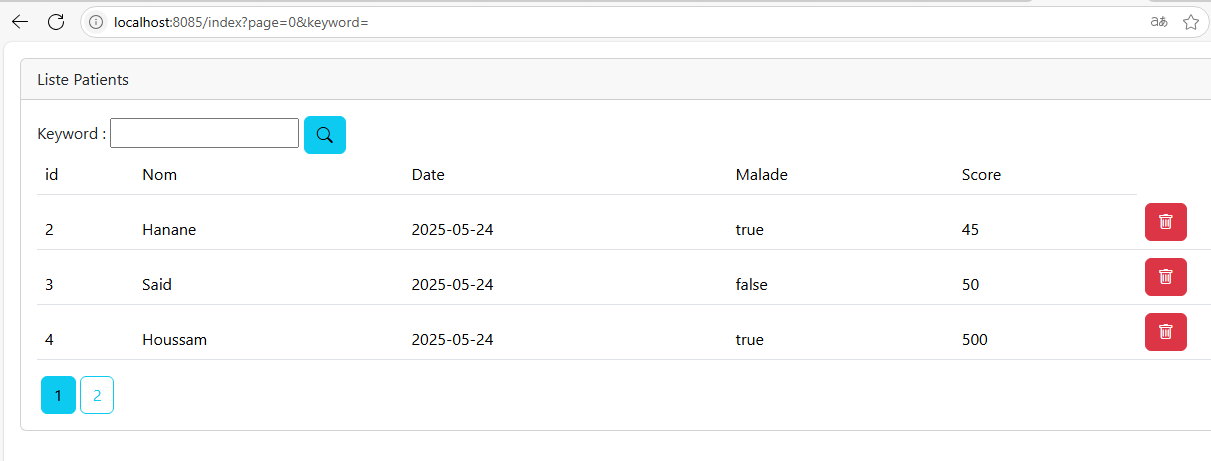 localhost:8085/index?page=0&keyword=
Liste Patients
Keyword :
id Nom Date Malade Score
2 Hanane 2025-05-24 true 45
3 Said 2025-05-24 false 50
4 Houssam 2025-05-24 true 500
1 2